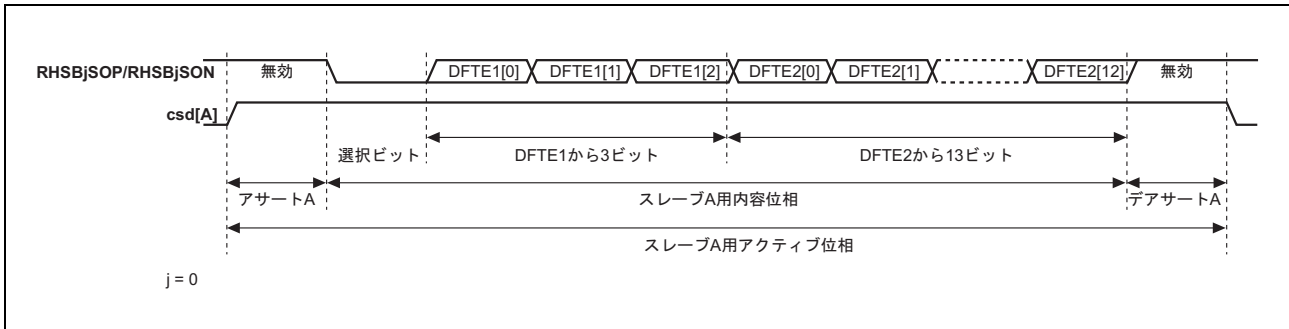 RHSBjSOP/RHSBjSON 無効 DFTE1[0] DFTE1[1] DFTE1[2] DFTE2[0] DFTE2[1] DFTE2[12] 無効
csd[A]
選択ビット DFTE1から3ビット DFTE2から13ビット
アサートA スレーブA用内容位相 デアサートA
スレーブA用アクティブ位相
j = 0